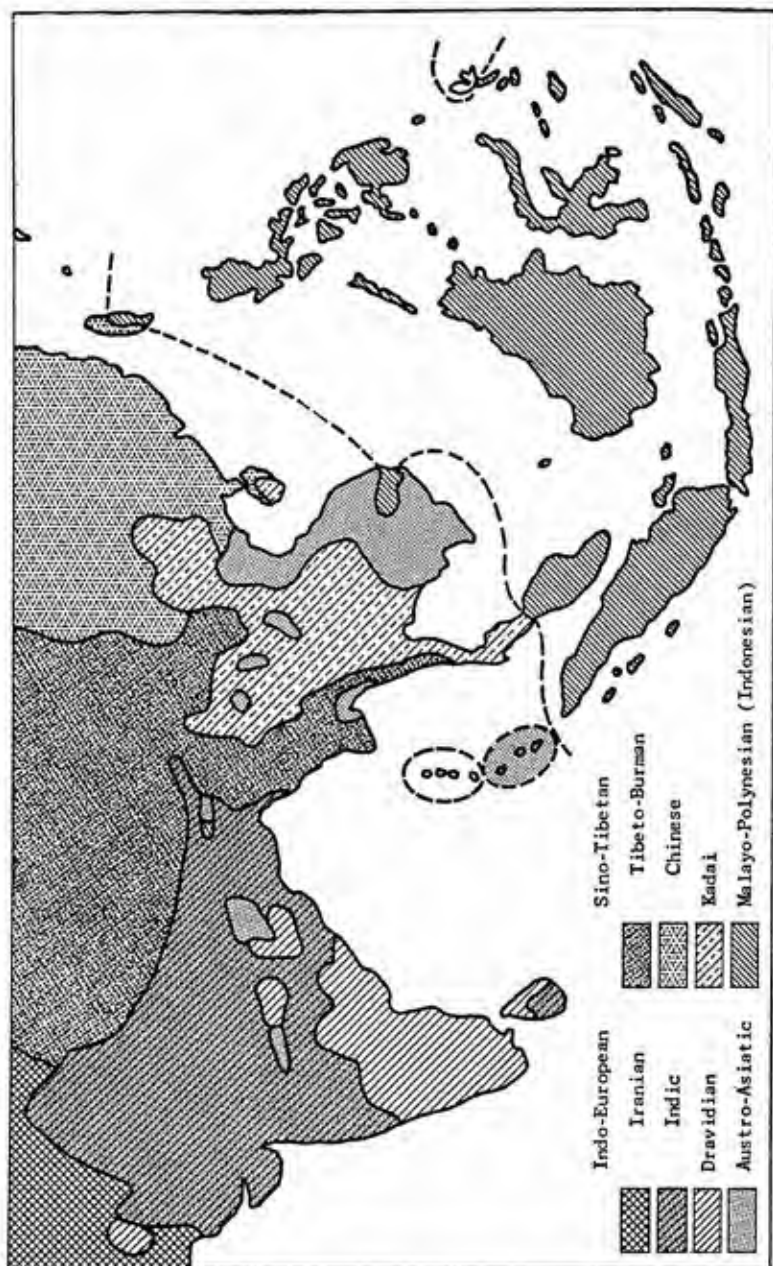 Indo-European
Iranian
Indic
Dravidian
Austro-Asiatic
Sino-Tibetan
Tibeto-Burman
Chinese
Kadai
Malayo-Polynesian (Indonesian)